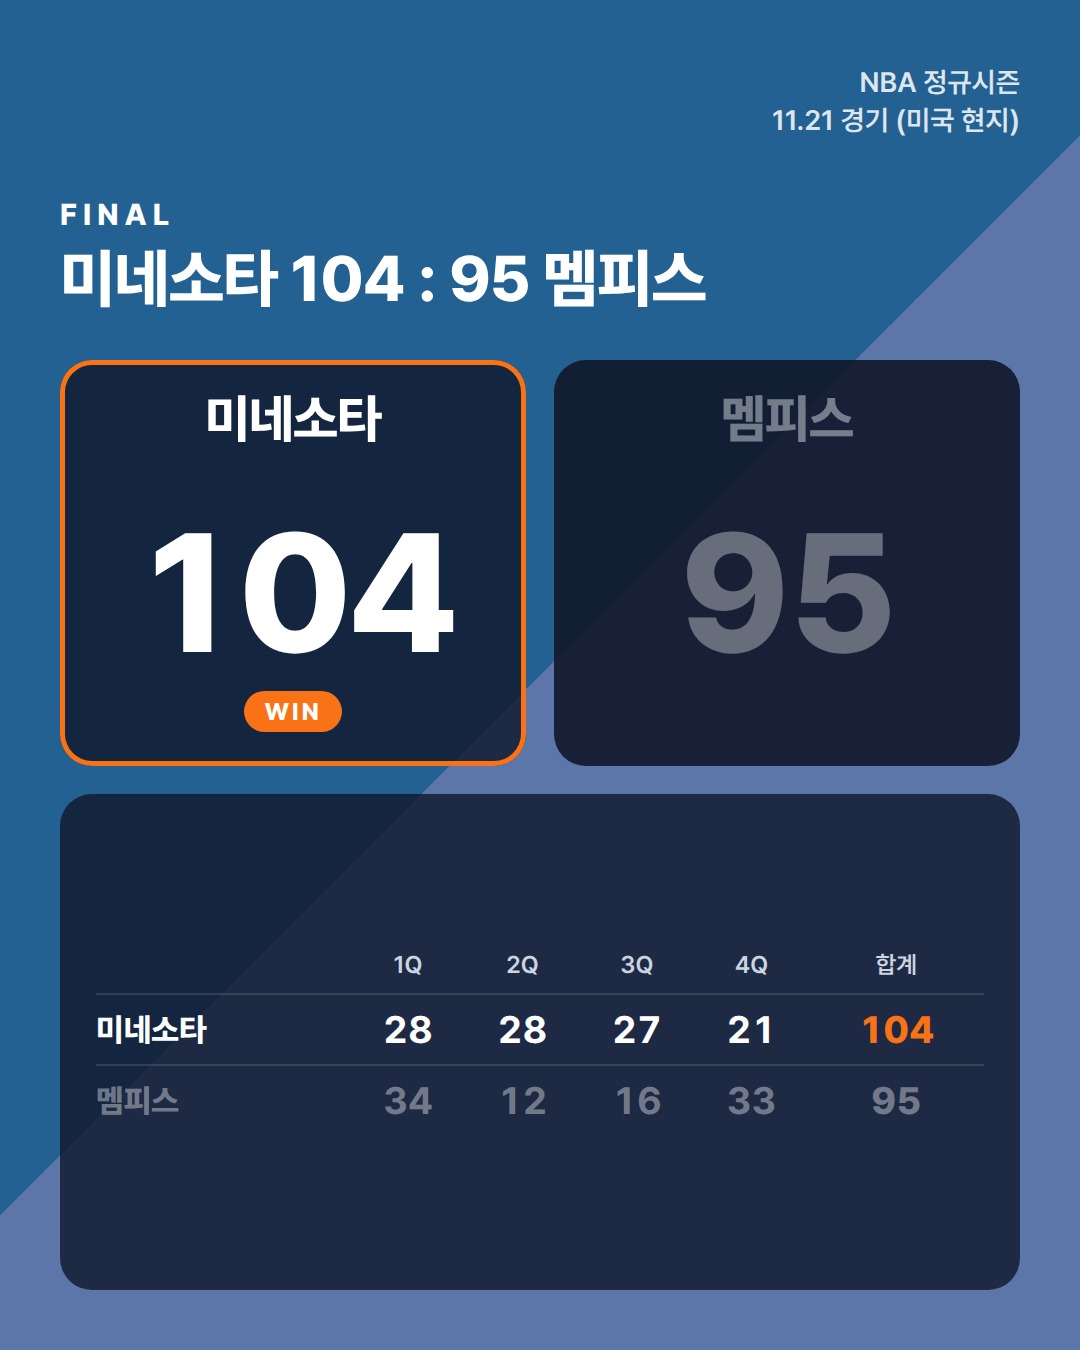 NBA 정규시즌
11.21 경기 (미국 현지)
FINAL
미네소타 104 : 95 멤피스
미네소타
104
WIN
멤피스
95
1Q 2Q 3Q 4Q 합계
미네소타 28 28 27 21 104
멤피스 34 12 16 33 95